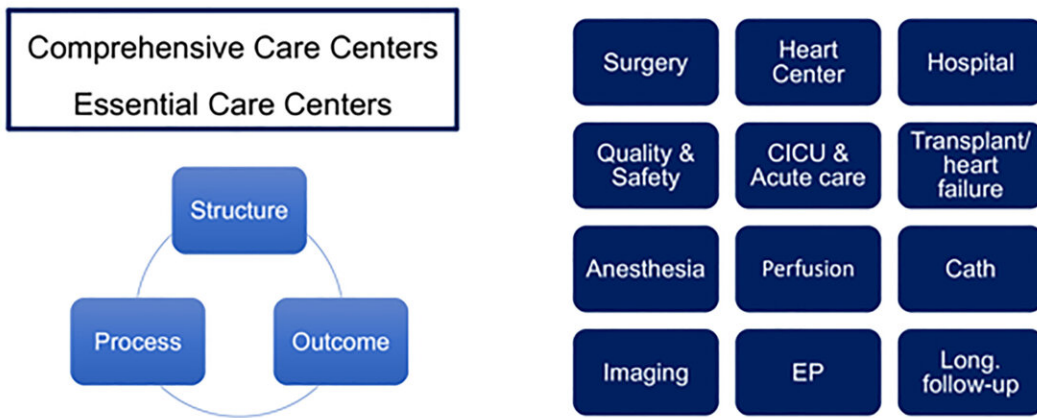 Comprehensive Care Centers
Essential Care Centers
Structure
Process
Outcome
Surgery
Heart
Center
Hospital
Quality &
Safety
CICU &
Acute care
Transplant/
heart
failure
Anesthesia
Perfusion
Cath
Imaging
EP
Long.
follow-up